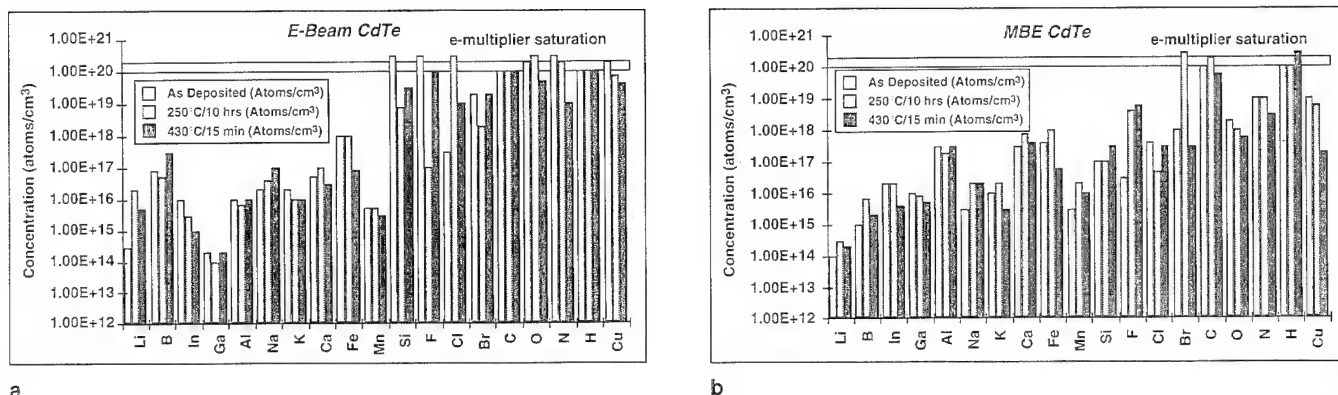 E-Beam CdTe
e-multiplier saturation
1.00E+21
1.00E+20
1.00E+19
1.00E+18
1.00E+17
1.00E+16
1.00E+15
1.00E+14
1.00E+13
1.00E+12
Concentration (atoms/cm³)
As Deposited (Atoms/cm³)
250°C/10 hrs (Atoms/cm³)
430°C/15 min (Atoms/cm³)
Li B In Ga Al Na K Ca Fe Mn Si F Cl Br C O N H Cu
a
MBE CdTe
e-multiplier saturation
1.00E+21
1.00E+20
1.00E+19
1.00E+18
1.00E+17
1.00E+16
1.00E+15
1.00E+14
1.00E+13
1.00E+12
Concentration (atoms/cm³)
As Deposited (Atoms/cm³)
250°C/10 hrs (Atoms/cm³)
430°C/15 min (Atoms/cm³)
Li B In Ga Al Na K Ca Fe Mn Si F Cl Br C O N H Cu
b